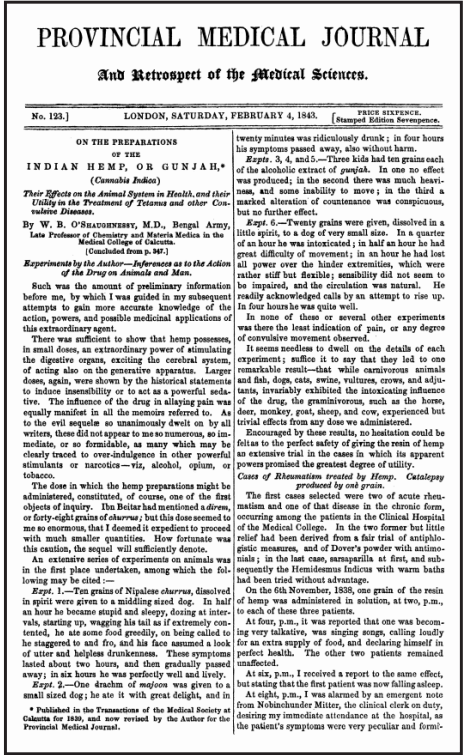 PROVINCIAL MEDICAL JOURNAL
And Retrospect of the Medical Sciences.
No. 123.]
LONDON, SATURDAY, FEBRUARY 4, 1843.
[PRICE SIXPENCE.
Stamped Edition Sevenpence.
ON THE PREPARATIONS
OF THE
INDIAN HEMP, OR GUNJAH,*
(Cannabis Indica)
Their Effects on the Animal System in Health, and their
Utility in the Treatment of Tetanus and other Con-
vulsive Diseases.
By W. B. O'SHAUGHNESSY, M.D., Bengal Army,
Late Professor of Chemistry and Materia Medica in the
Medical College of Calcutta.
[Concluded from p. 347.]
Experiments by the Author—Inferences as to the Action
of the Drug on Animals and Man.
Such was the amount of preliminary information
before me, by which I was guided in my subsequent
attempts to gain more accurate knowledge of the
action, powers, and possible medicinal applications of
this extraordinary agent.
There was sufficient to show that hemp possesses,
in small doses, an extraordinary power of stimulating
the digestive organs, exciting the cerebral system,
of acting also on the generative apparatus. Larger
doses, again, were shown by the historical statements
to induce insensibility or to act as a powerful seda-
tive. The influence of the drug in allaying pain was
equally manifest in all the memoirs referred to. As
to the evil sequelæ so unanimously dwelt on by all
writers, these did not appear to me so numerous, so im-
mediate, or so formidable, as many which may be
clearly traced to over-indulgence in other powerful
stimulants or narcotics—viz, alcohol, opium, or
tobacco.
The dose in which the hemp preparations might be
administered, constituted, of course, one of the first
objects of inquiry. Ibn Beitar had mentioned a direm,
or forty-eight grains of churrus; but this dose seemed to
me so enormous, that I deemed it expedient to proceed
with much smaller quantities. How fortunate was
this caution, the sequel will sufficiently denote.
An extensive series of experiments on animals was
in the first place undertaken, among which the fol-
lowing may be cited :—
Expt. 1.—Ten grains of Nipalese churrus, dissolved
in spirit were given to a middling sized dog. In half
an hour he became stupid and sleepy, dozing at inter-
vals, starting up, wagging his tail as if extremely con-
tented, he ate some food greedily, on being called to
he staggered to and fro, and his face assumed a look
of utter and helpless drunkenness. These symptoms
lasted about two hours, and then gradually passed
away; in six hours he was perfectly well and lively.
Expt. 2.—One drachm of majoon was given to a
small sized dog; he ate it with great delight, and in
* Published in the Transactions of the Medical Society at
Calcutta for 1839, and now revised by the Author for the
Provincial Medical Journal.
twenty minutes was ridiculously drunk; in four hours
his symptoms passed away, also without harm.
Expts. 3, 4, and 5.—Three kids had ten grains each
of the alcoholic extract of gunjah. In one no effect
was produced; in the second there was much heavi-
ness, and some inability to move; in the third a
marked alteration of countenance was conspicuous,
but no further effect.
Expt. 6.—Twenty grains were given, dissolved in a
little spirit, to a dog of very small size. In a quarter
of an hour he was intoxicated; in half an hour he had
great difficulty of movement; in an hour he had lost
all power over the hinder extremities, which were
rather stiff but flexible; sensibility did not seem to
be impaired, and the circulation was natural. He
readily acknowledged calls by an attempt to rise up.
In four hours he was quite well.
In none of these or several other experiments
was there the least indication of pain, or any degree
of convulsive movement observed.
It seems needless to dwell on the details of each
experiment; suffice it to say that they led to one
remarkable result—that while carnivorous animals
and fish, dogs, cats, swine, vultures, crows, and adju-
tants, invariably exhibited the intoxicating influence
of the drug, the graminivorous, such as the horse,
deer, monkey, goat, sheep, and cow, experienced but
trivial effects from any dose we administered.
Encouraged by these results, no hesitation could be
felt as to the perfect safety of giving the resin of hemp
an extensive trial in the cases in which its apparent
powers promised the greatest degree of utility.
Cases of Rheumatism treated by Hemp. Catalepsy
produced by one grain.
The first cases selected were two of acute rheu-
matism and one of that disease in the chronic form,
occurring among the patients in the Clinical Hospital
of the Medical College. In the two former but little
relief had been derived from a fair trial of antiphlo-
gistic measures, and of Dover's powder with antimo-
nials; in the last case, sarsaparilla at first, and sub-
sequently the Hemidesmus Indicus with warm baths
had been tried without advantage.
On the 6th November, 1838, one grain of the resin
of hemp was administered in solution, at two, p.m.,
to each of these three patients.
At four, p.m., it was reported that one was becom-
ing very talkative, was singing songs, calling loudly
for an extra supply of food, and declaring himself in
perfect health. The other two patients remained
unaffected.
At six, p.m., I received a report to the same effect,
but stating that the first patient was now falling asleep.
At eight, p.m., I was alarmed by an emergent note
from Nobinchunder Mitter, the clinical clerk on duty,
desiring my immediate attendance at the hospital, as
the patient's symptoms were very peculiar and formi-